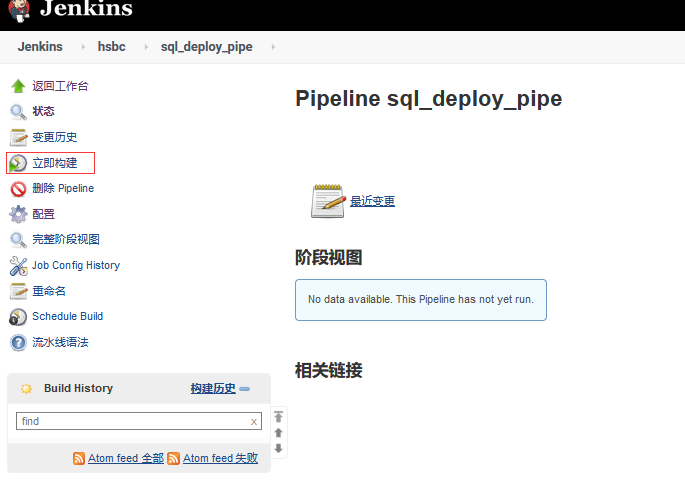 Jenkins
Jenkins hsbc sql_deploy_pipe
返回工作台
状态
变更历史
立即构建
删除 Pipeline
配置
完整阶段视图
Job Config History
重命名
Schedule Build
流水线语法
Build History 构建历史
find x
Atom feed 全部 Atom feed 失败
Pipeline sql_deploy_pipe
最近变更
阶段视图
No data available. This Pipeline has not yet run.
相关链接